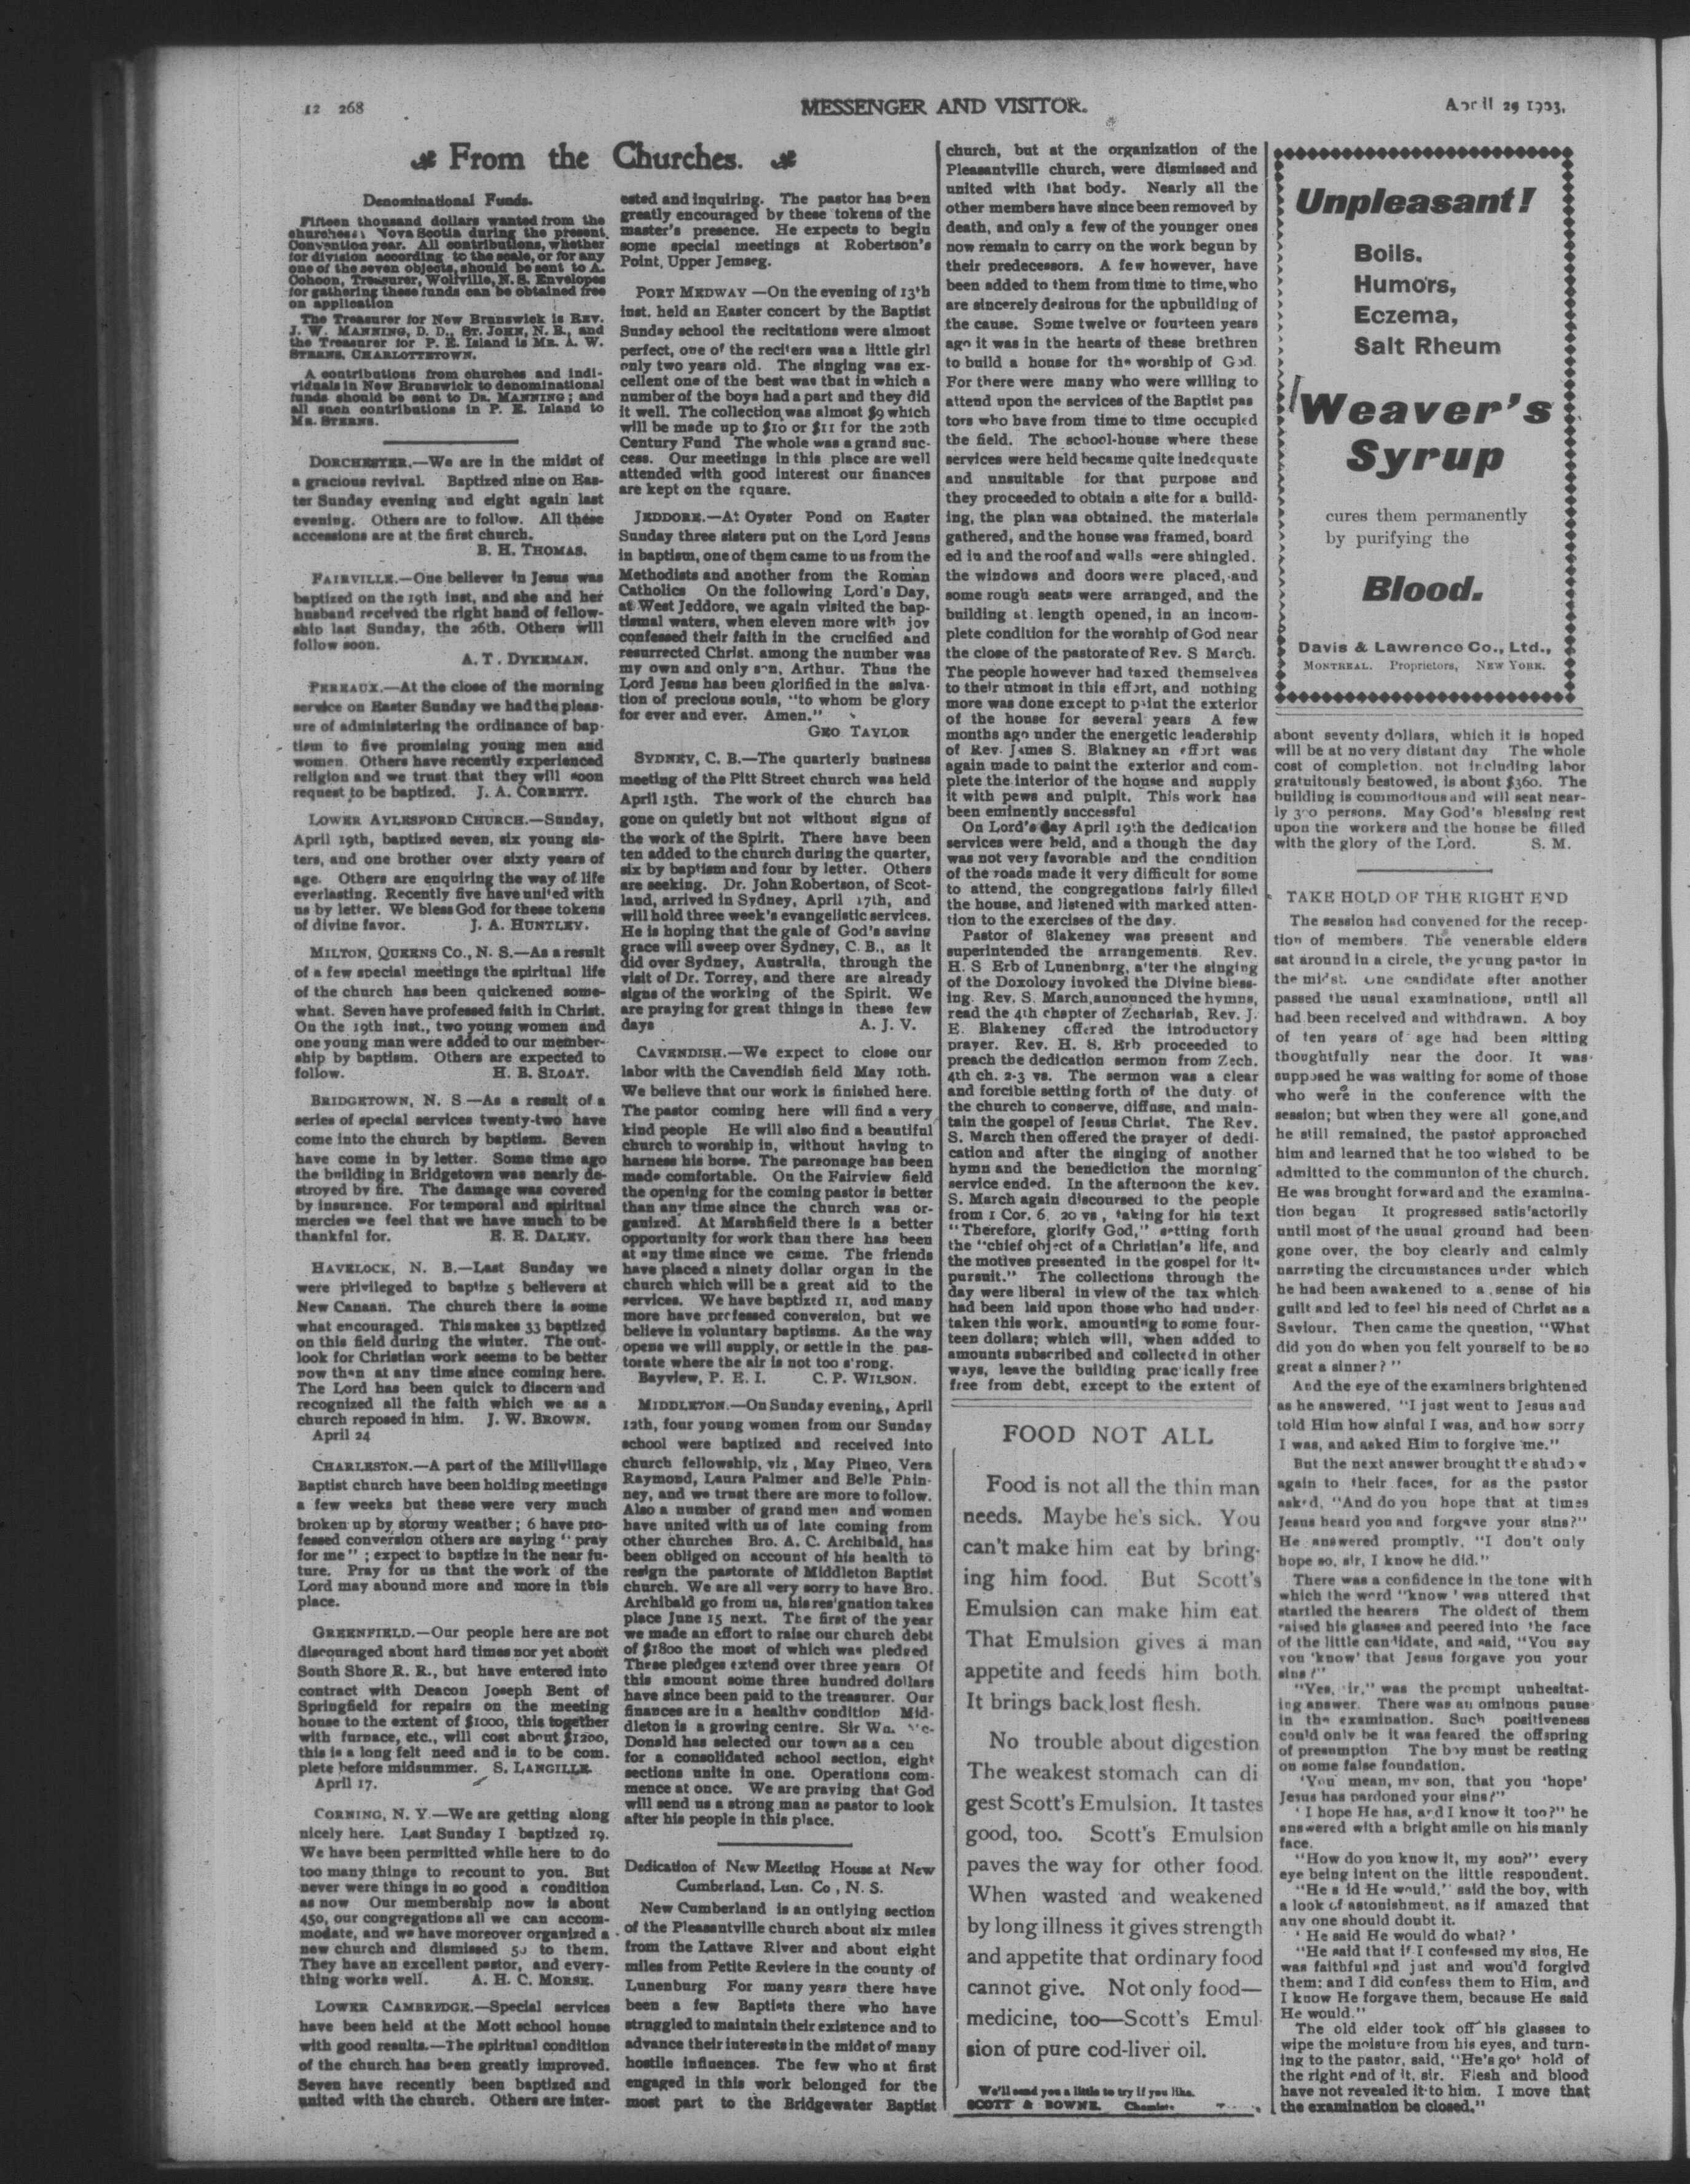 12 268
MESSENGER AND VISITOR.
April 29 1903.
From the Churches.
Denominational Funds.
Fifteen thousand dollars wanted from the
churches Nova Scotia during the present
Convention year. All contributions, whether
for division according to the scale, or for any
one of the seven objects, should be sent to A.
Cohoon, Treasurer, Wolfville, N. S. Envelopes
for gathering these funds can be obtained free
on application
The Treasurer for New Brunswick is REV.
J. W. MANNING, D. D., ST. JOHN, N. B., and
the Treasurer for P. E. Island is MR. A. W.
STERNS, CHARLOTTETOWN.
A contributions from churches and indi-
viduals in New Brunswick to denominational
funds should be sent to DR. MANNING; and
all such contributions in P. E. Island to
MR. STERNS.
DORCHESTER.—We are in the midst of
a gracious revival. Baptized nine on Eas-
ter Sunday evening and eight again last
evening. Others are to follow. All these
accessions are at the first church.
B. H. THOMAS.
FAIRVILLE.—One believer in Jesus was
baptized on the 19th inst, and she and her
husband received the right hand of fellow-
ship last Sunday, the 26th. Others will
follow soon.
A. T. DYKEMAN.
PEREAUX.—At the close of the morning
service on Easter Sunday we had the pleas-
ure of administering the ordinance of bap-
tism to five promising young men and
women. Others have recently experienced
religion and we trust that they will soon
request to be baptized. J. A. CORBETT.
LOWER AYLESFORD CHURCH.—Sunday,
April 19th, baptized seven, six young sis-
ters, and one brother over sixty years of
age. Others are enquiring the way of life
everlasting. Recently five have united with
us by letter. We bless God for these tokens
of divine favor. J. A. HUNTLEY.
MILTON, QUEENS CO., N. S.—As a result
of a few special meetings the spiritual life
of the church has been quickened some-
what. Seven have professed faith in Christ.
On the 19th inst., two young women and
one young man were added to our member-
ship by baptism. Others are expected to
follow. H. B. SLOAT.
BRIDGETOWN, N. S —As a result of a
series of special services twenty-two have
come into the church by baptism. Seven
have come in by letter. Some time ago
the building in Bridgetown was nearly de-
stroyed by fire. The damage was covered
by insurance. For temporal and spiritual
mercies we feel that we have much to be
thankful for. E. E. DALEY.
HAVELOCK, N. B.—Last Sunday we
were privileged to baptize 5 believers at
New Canaan. The church there is some
what encouraged. This makes 33 baptized
on this field during the winter. The out-
look for Christian work seems to be better
now then at any time since coming here.
The Lord has been quick to discern and
recognized all the faith which we as a
church reposed in him. J. W. BROWN.
April 24
CHARLESTON.—A part of the Millvillage
Baptist church have been holding meetings
a few weeks but these were very much
broken up by stormy weather; 6 have pro-
fessed conversion others are saying "pray
for me"; expect to baptize in the near fu-
ture. Pray for us that the work of the
Lord may abound more and more in this
place.
GREENFIELD.—Our people here are not
discouraged about hard times nor yet about
South Shore R. R., but have entered into
contract with Deacon Joseph Bent of
Springfield for repairs on the meeting
house to the extent of $1000, this together
with furnace, etc., will cost about $1200,
this is a long felt need and is to be com.
plete before midsummer. S. LANGILLE.
April 17.
CORNING, N. Y.—We are getting along
nicely here. Last Sunday I baptized 19.
We have been permitted while here to do
too many things to recount to you. But
never were things in so good a condition
as now Our membership now is about
450, our congregations all we can accom-
modate, and we have moreover organized a
new church and dismissed 50 to them.
They have an excellent pastor, and every-
thing works well. A. H. C. MORSE.
LOWER CAMBRIDGE.—Special services
have been held at the Mott school house
with good results.—The spiritual condition
of the church has been greatly improved.
Seven have recently been baptized and
united with the church. Others are inter-
ested and inquiring. The pastor has been
greatly encouraged by these tokens of the
master's presence. He expects to begin
some special meetings at Robertson's
Point, Upper Jemseg.
PORT MEDWAY —On the evening of 13th
inst. held an Easter concert by the Baptist
Sunday school the recitations were almost
perfect, one of the reciters was a little girl
only two years old. The singing was ex-
cellent one of the best was that in which a
number of the boys had a part and they did
it well. The collection was almost $9 which
will be made up to $10 or $11 for the 20th
Century Fund The whole was a grand suc-
cess. Our meetings in this place are well
attended with good interest our finances
are kept on the square.
JEDDORE.—At Oyster Pond on Easter
Sunday three sisters put on the Lord Jesus
in baptism, one of them came to us from the
Methodists and another from the Roman
Catholics On the following Lord's Day,
at West Jeddore, we again visited the bap-
tismal waters, when eleven more with joy
confessed their faith in the crucified and
resurrected Christ. among the number was
my own and only son, Arthur. Thus the
Lord Jesus has been glorified in the salva-
tion of precious souls, "to whom be glory
for ever and ever. Amen."
GEO TAYLOR
SYDNEY, C. B.—The quarterly business
meeting of the Pitt Street church was held
April 15th. The work of the church has
gone on quietly but not without signs of
the work of the Spirit. There have been
ten added to the church during the quarter,
six by baptism and four by letter. Others
are seeking. Dr. John Robertson, of Scot-
land, arrived in Sydney, April 17th, and
will hold three week's evangelistic services.
He is hoping that the gale of God's saving
grace will sweep over Sydney, C. B., as it
did over Sydney, Australia, through the
visit of Dr. Torrey, and there are already
signs of the working of the Spirit. We
are praying for great things in these few
days A. J. V.
CAVENDISH.—We expect to close our
labor with the Cavendish field May 10th.
We believe that our work is finished here.
The pastor coming here will find a very
kind people He will also find a beautiful
church to worship in, without having to
harness his horse. The parsonage has been
made comfortable. On the Fairview field
the opening for the coming pastor is better
than any time since the church was or-
ganized. At Marshfield there is a better
opportunity for work than there has been
at any time since we came. The friends
have placed a ninety dollar organ in the
church which will be a great aid to the
services. We have baptized 11, and many
more have professed conversion, but we
believe in voluntary baptisms. As the way
opens we will supply, or settle in the pas-
torate where the air is not too strong.
Bayview, P. E. I. C. P. WILSON.
MIDDLETON.—On Sunday evening, April
12th, four young women from our Sunday
school were baptized and received into
church fellowship, viz, May Pineo, Vera
Raymond, Laura Palmer and Belle Phin-
ney, and we trust there are more to follow.
Also a number of grand men and women
have united with us of late coming from
other churches Bro. A. C. Archibald, has
been obliged on account of his health to
resign the pastorate of Middleton Baptist
church. We are all very sorry to have Bro.
Archibald go from us, his resignation takes
place June 15 next. The first of the year
we made an effort to raise our church debt
of $1800 the most of which was pledged
These pledges extend over three years Of
this amount some three hundred dollars
have since been paid to the treasurer. Our
finances are in a healthy condition Mid-
dleton is a growing centre. Sir Wm.
Donald has selected our town as a cen
for a consolidated school section, eight
sections unite in one. Operations com-
mence at once. We are praying that God
will send us a strong man as pastor to look
after his people in this place.
Dedication of New Meeting House at New
Cumberland, Lun. Co, N. S.
New Cumberland is an outlying section
of the Pleasantville church about six miles
from the Lattave River and about eight
miles from Petite Reviere in the county of
Lunenburg For many years there have
been a few Baptists there who have
struggled to maintain their existence and to
advance their interests in the midst of many
hostile influences. The few who at first
engaged in this work belonged for the
most part to the Bridgewater Baptist
church, but at the organization of the
Pleasantville church, were dismissed and
united with that body. Nearly all the
other members have since been removed by
death, and only a few of the younger ones
now remain to carry on the work begun by
their predecessors. A few however, have
been added to them from time to time, who
are sincerely desirous for the upbuilding of
the cause. Some twelve or fourteen years
ago it was in the hearts of these brethren
to build a house for the worship of God.
For there were many who were willing to
attend upon the services of the Baptist pas
tors who have from time to time occupied
the field. The school-house where these
services were held became quite inedequate
and unsuitable for that purpose and
they proceeded to obtain a site for a build-
ing, the plan was obtained, the materials
gathered, and the house was framed, board
ed in and the roof and walls were shingled.
the windows and doors were placed, and
some rough seats were arranged, and the
building at length opened, in an incom-
plete condition for the worship of God near
the close of the pastorate of Rev. S March.
The people however had taxed themselves
to their utmost in this effort, and nothing
more was done except to paint the exterior
of the house for several years A few
months ago under the energetic leadership
of Rev. James S. Blakney an effort was
again made to paint the exterior and com-
plete the interior of the house and supply
it with pews and pulpit. This work has
been eminently successful
On Lord's day April 19th the dedication
services were held, and a though the day
was not very favorable and the condition
of the roads made it very difficult for some
to attend, the congregations fairly filled
the house, and listened with marked atten-
tion to the exercises of the day.
Pastor of Blakeney was present and
superintended the arrangements. Rev.
H. S Erb of Lunenburg, after the singing
of the Doxology invoked the Divine bless-
ing. Rev. S. March, announced the hymns,
read the 4th chapter of Zechariah, Rev. J.
E. Blakeney offered the introductory
prayer. Rev. H. S. Erb proceeded to
preach the dedication sermon from Zech.
4th ch. 2-3 vs. The sermon was a clear
and forcible setting forth of the duty of
the church to conserve, diffuse, and main-
tain the gospel of Jesus Christ. The Rev.
S. March then offered the prayer of dedi-
cation and after the singing of another
hymn and the benediction the morning
service ended. In the afternoon the Rev.
S. March again discoursed to the people
from 1 Cor. 6. 20 vs, taking for his text
"Therefore, glorify God," setting forth
the "chief object of a Christian's life, and
the motives presented in the gospel for its
pursuit." The collections through the
day were liberal in view of the tax which
had been laid upon those who had under-
taken this work, amounting to some four-
teen dollars; which will, when added to
amounts subscribed and collected in other
ways, leave the building practically free
free from debt, except to the extent of
FOOD NOT ALL
Food is not all the thin man
needs. Maybe he's sick. You
can't make him eat by bring-
ing him food. But Scott's
Emulsion can make him eat.
That Emulsion gives a man
appetite and feeds him both.
It brings back lost flesh.
No trouble about digestion
The weakest stomach can di
gest Scott's Emulsion. It tastes
good, too. Scott's Emulsion
paves the way for other food.
When wasted and weakened
by long illness it gives strength
and appetite that ordinary food
cannot give. Not only food—
medicine, too—Scott's Emul-
sion of pure cod-liver oil.
We'll send you a little to try if you like.
SCOTT & BOWNE, Chemists
Unpleasant!
Boils,
Humors,
Eczema,
Salt Rheum
Weaver's
Syrup
cures them permanently
by purifying the
Blood.
Davis & Lawrence Co., Ltd.,
MONTREAL. Proprietors, NEW YORK.
about seventy dollars, which it is hoped
will be at no very distant day The whole
cost of completion, not including labor
gratuitously bestowed, is about $360. The
building is commodious and will seat near-
ly 300 persons. May God's blessing rest
upon the workers and the house be filled
with the glory of the Lord. S. M.
TAKE HOLD OF THE RIGHT END
The session had convened for the recep-
tion of members. The venerable elders
sat around in a circle, the young pastor in
the midst. One candidate after another
passed the usual examinations, until all
had been received and withdrawn. A boy
of ten years of age had been sitting
thoughtfully near the door. It was
supposed he was waiting for some of those
who were in the conference with the
session; but when they were all gone, and
he still remained, the pastor approached
him and learned that he too wished to be
admitted to the communion of the church.
He was brought forward and the examina-
tion began It progressed satisfactorily
until most of the usual ground had been
gone over, the boy clearly and calmly
narrating the circumstances under which
he had been awakened to a sense of his
guilt and led to feel his need of Christ as a
Saviour. Then came the question, "What
did you do when you felt yourself to be so
great a sinner?"
And the eye of the examiners brightened
as he answered. "I just went to Jesus and
told Him how sinful I was, and how sorry
I was, and asked Him to forgive me."
But the next answer brought the shadow
again to their faces, for as the pastor
asked, "And do you hope that at times
Jesus heard you and forgave your sins?"
He answered promptly, "I don't only
hope so, sir, I know he did."
There was a confidence in the tone with
which the word "know' was uttered that
startled the hearers The oldest of them
raised his glasses and peered into the face
of the little candidate, and said, "You say
you 'know' that Jesus forgave you your
sins?"
"Yes, sir," was the prompt unhesitat-
ing answer. There was an ominous pause
in the examination. Such positiveness
could only be it was feared the offspring
of presumption The boy must be resting
on some false foundation.
'You mean, my son, that you 'hope'
Jesus has pardoned your sins?"
'I hope He has, and I know it too?" he
answered with a bright smile on his manly
face.
"How do you know it, my son?" every
eye being intent on the little respondent.
"He s id He would," said the boy, with
a look of astonishment, as if amazed that
any one should doubt it.
'He said He would do what?'
"He said that if I confessed my sins, He
was faithful and just and wou'd forgivd
them; and I did confess them to Him, and
I know He forgave them, because He said
He would."
The old elder took off his glasses to
wipe the moisture from his eyes, and turn-
ing to the pastor, said, "He's got hold of
the right end of it, sir. Flesh and blood
have not revealed it to him. I move that
the examination be closed."